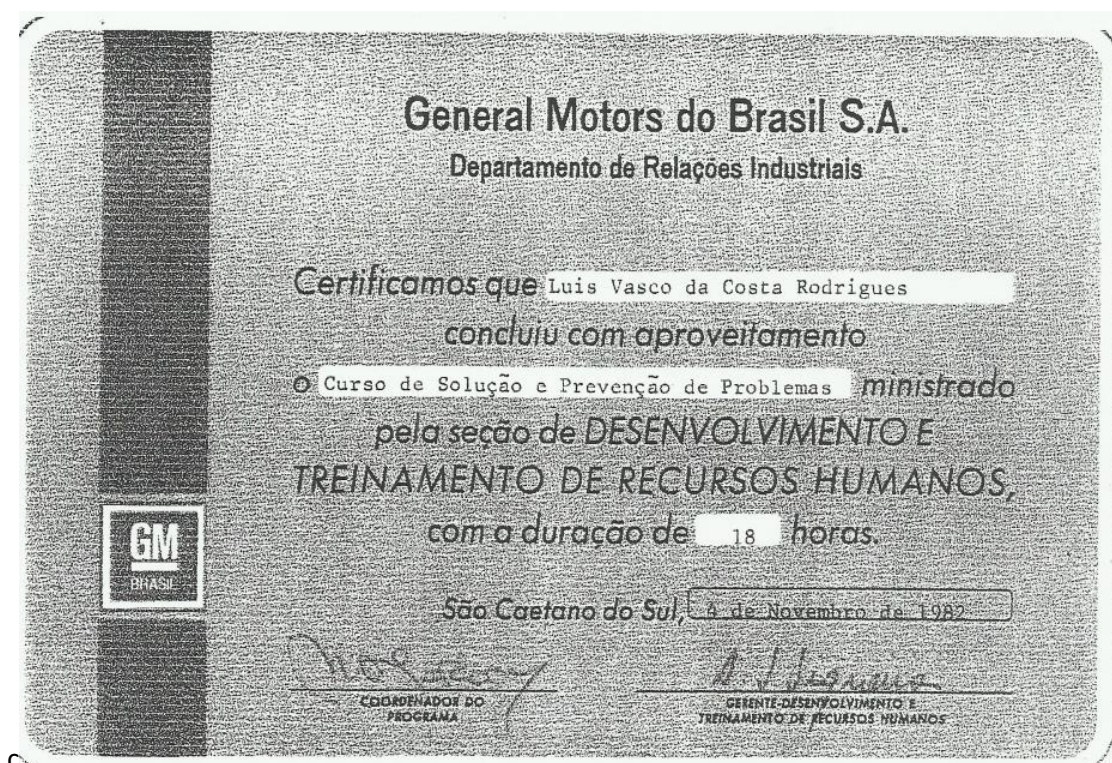 General Motors do Brasil S.A.
Departamento de Relações Industriais
Certificamos que Luis Vasco da Costa Rodrigues
concluiu com aproveitamento
o Curso de Solução e Prevenção de Problemas ministrado
pela seção de DESENVOLVIMENTO E
TREINAMENTO DE RECURSOS HUMANOS,
com a duração de 18 horas.
GM
BRASIL
São Caetano do Sul, 4 de Novembro de 1982
COORDENADOR DO
PROGRAMA
GERENTE-DESENVOLVIMENTO E
TREINAMENTO DE RECURSOS HUMANOS